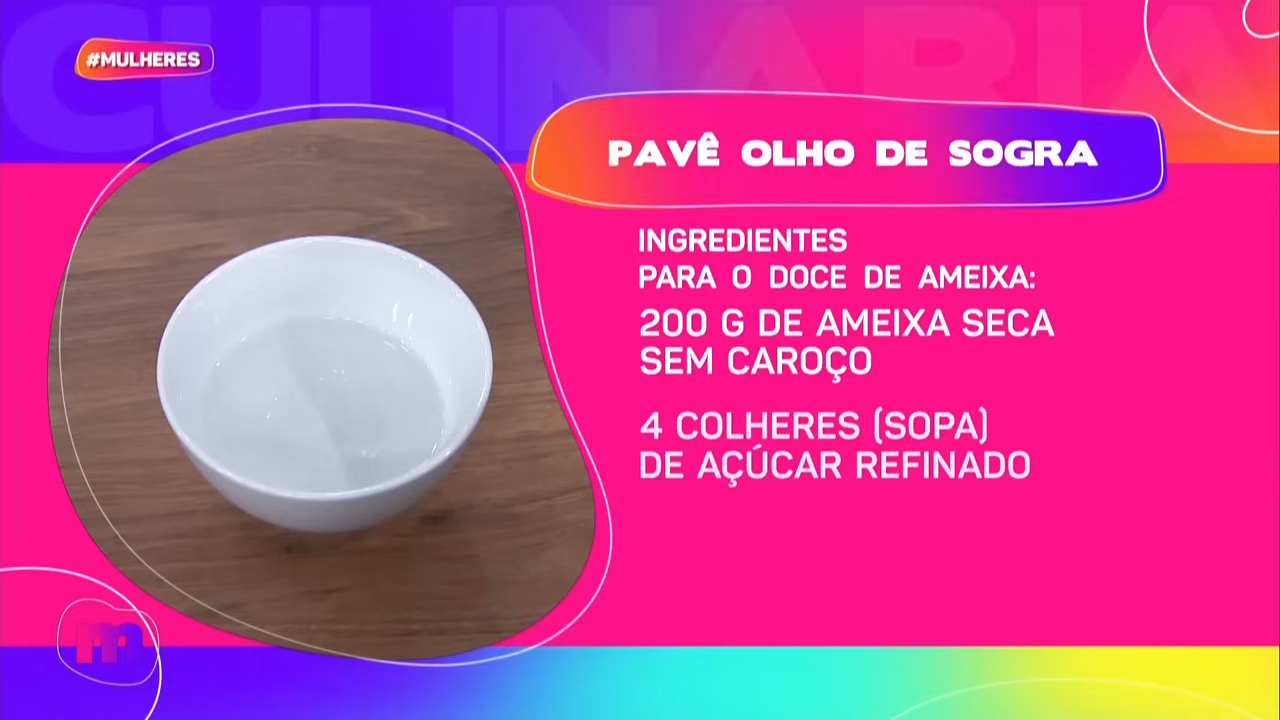 CULINÁRIA
#MULHERES
PAVÊ OLHO DE SOGRA
INGREDIENTES
PARA O DOCE DE AMEIXA:
200 G DE AMEIXA SECA
SEM CAROÇO
4 COLHERES (SOPA)
DE AÇÚCAR REFINADO
m